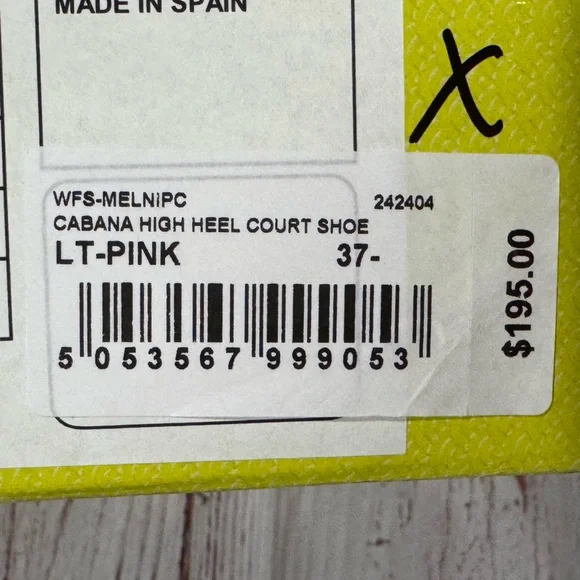 MADE IN SPAIN
X
WFS-MELNiPC 242404
CABANA HIGH HEEL COURT SHOE
LT-PINK 37-
5 053567 999053
$195.00